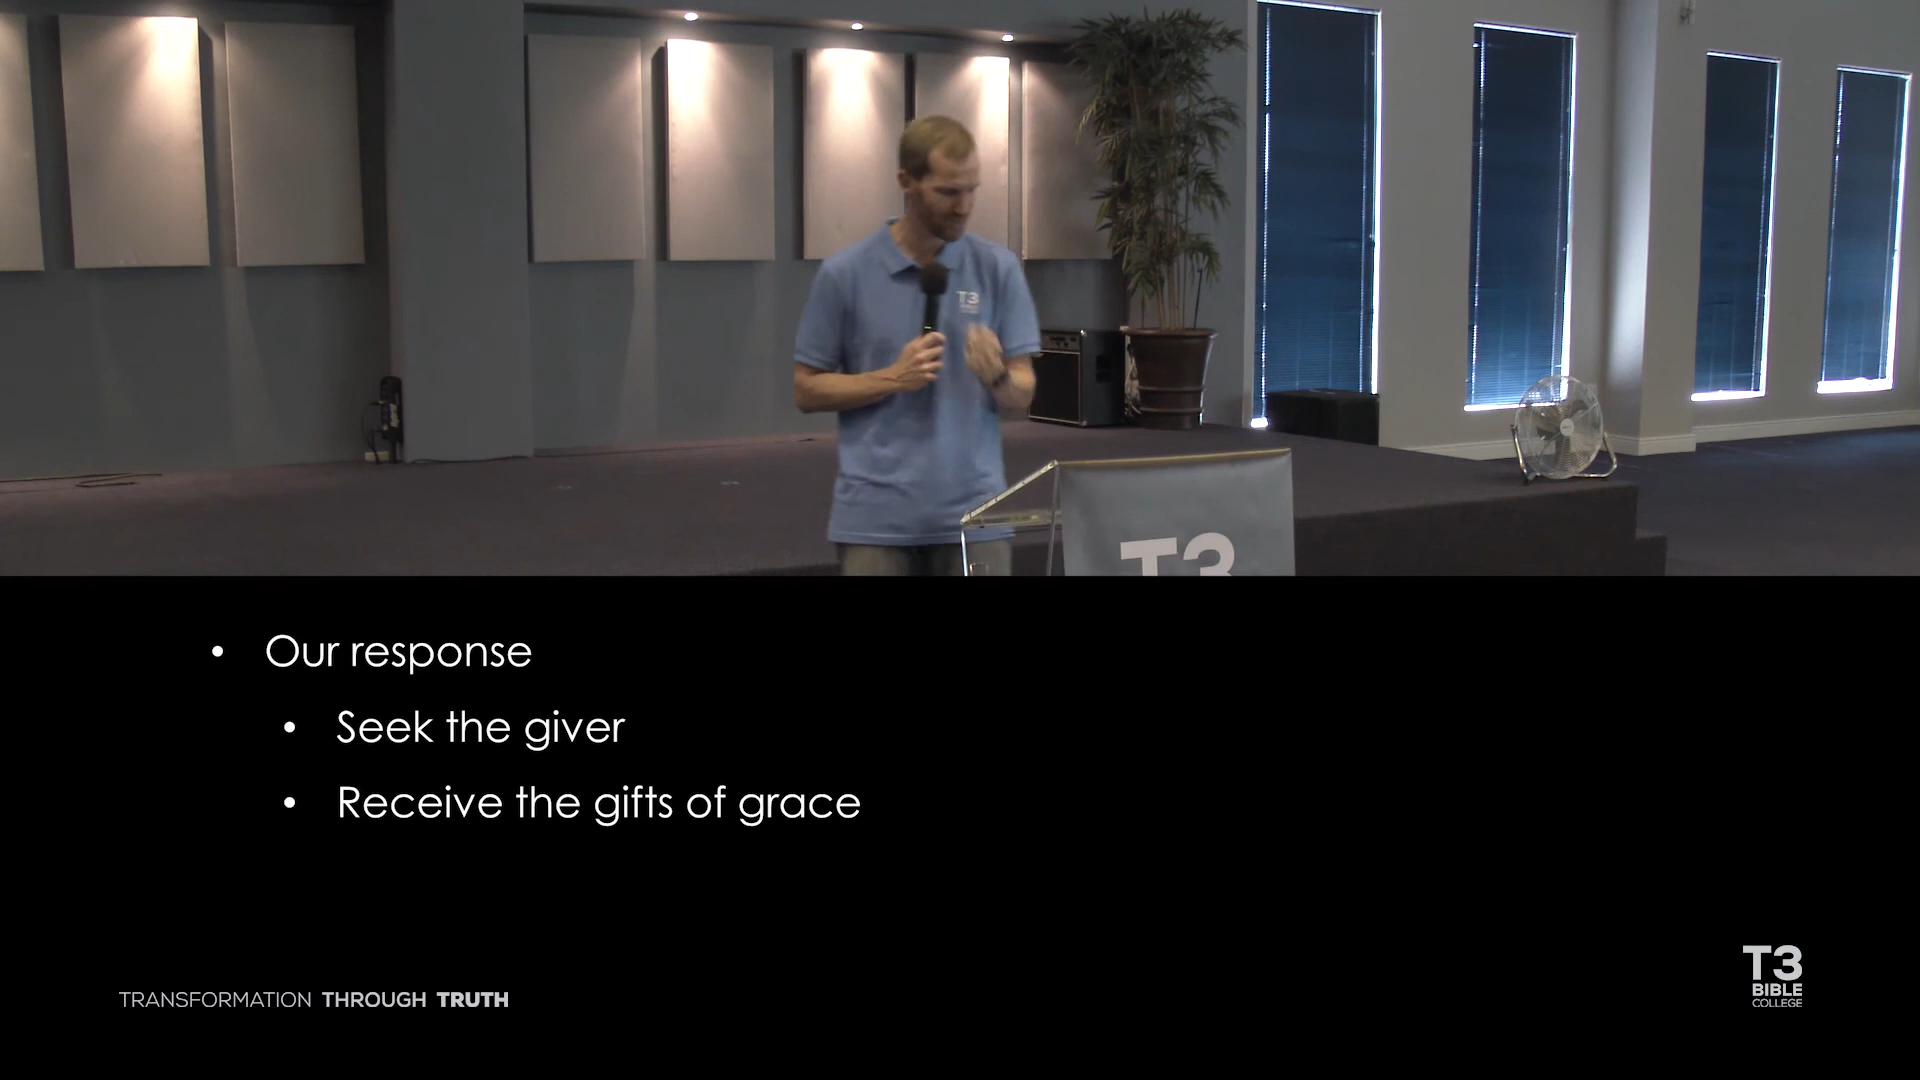 T3
T3
• Our response
• Seek the giver
• Receive the gifts of grace
TRANSFORMATION THROUGH TRUTH
T3
BIBLE
COLLEGE